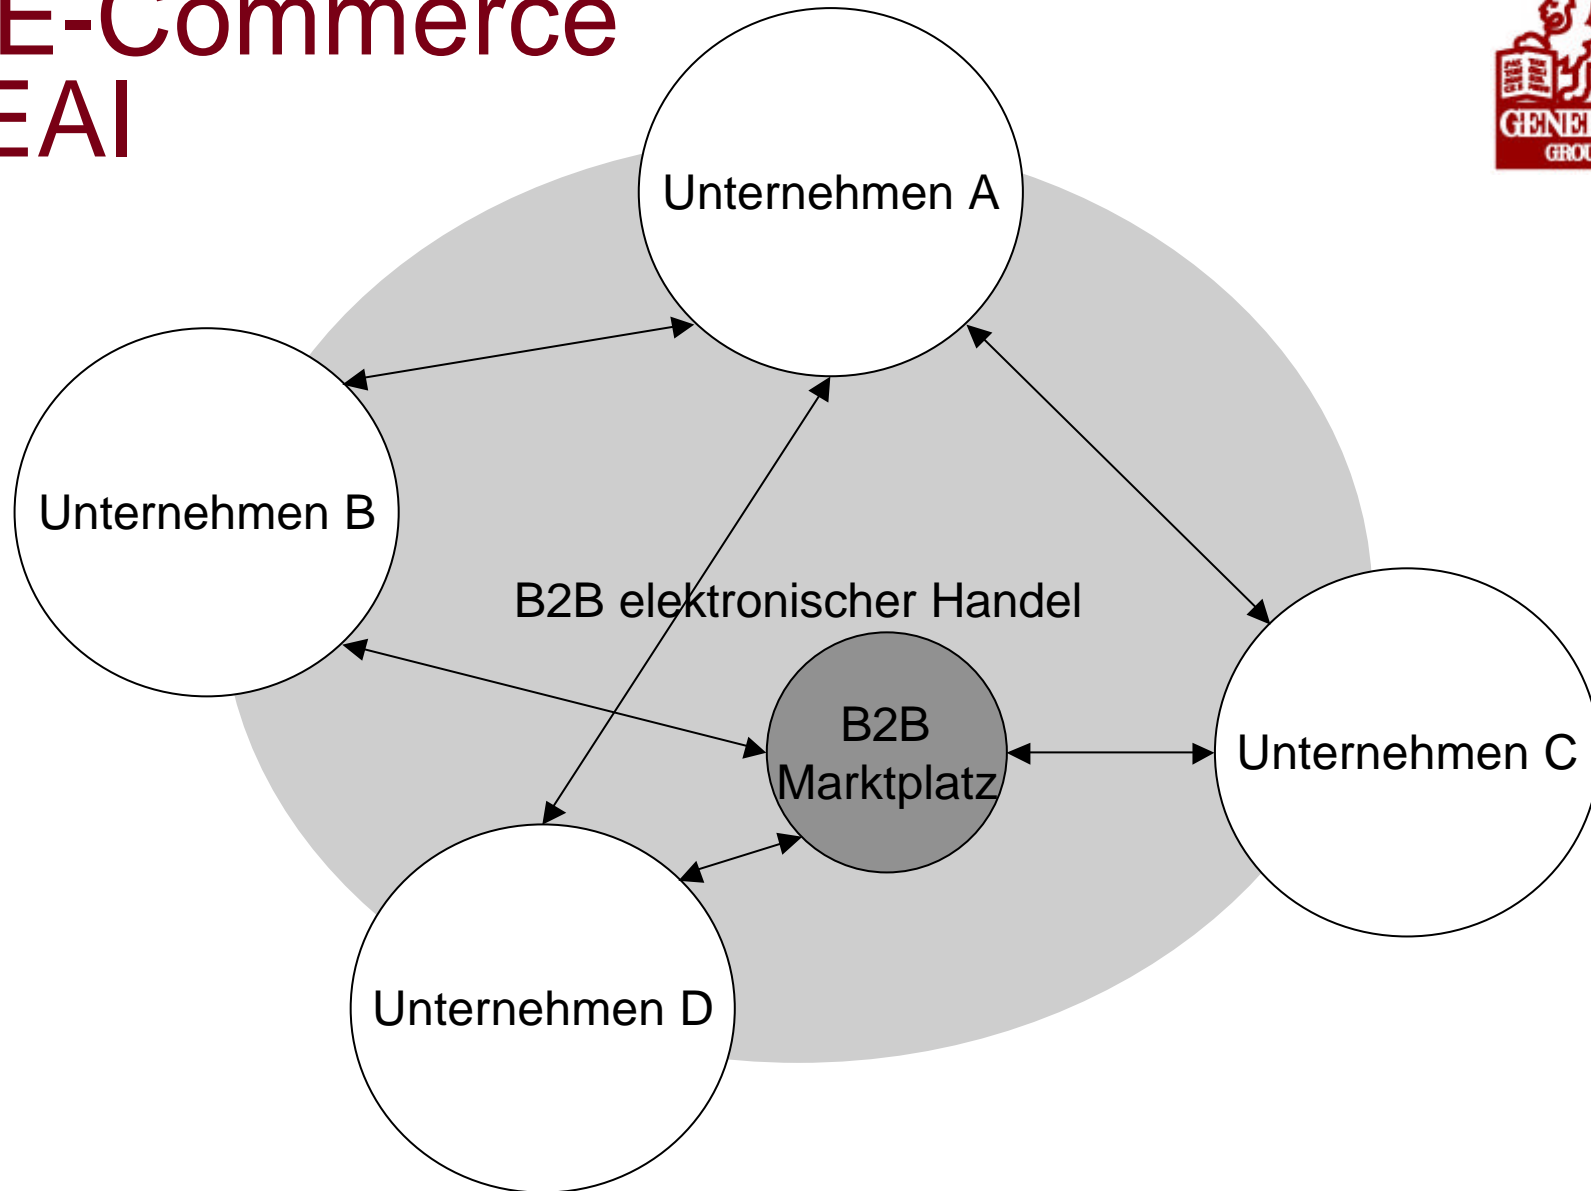 E-Commerce
EAI
Unternehmen A
Unternehmen B
B2B elektronischer Handel
B2B
Marktplatz
Unternehmen C
Unternehmen D